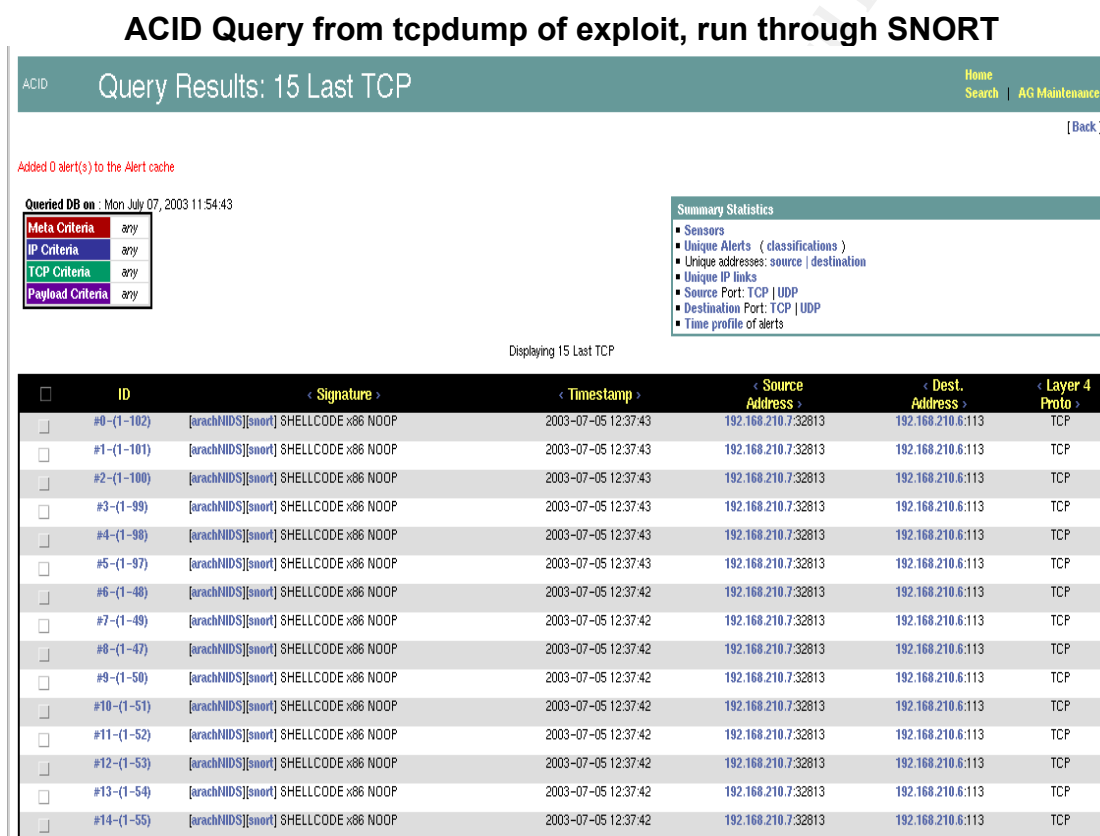 ACID Query from tcpdump of exploit, run through SNORT
ACID Query Results: 15 Last TCP
Home
Search | AG Maintenance
[ Back ]
Added 0 alert(s) to the Alert cache
Queried DB on : Mon July 07, 2003 11:54:43
Meta Criteria any
IP Criteria any
TCP Criteria any
Payload Criteria any
Summary Statistics
▪ Sensors
▪ Unique Alerts ( classifications )
▪ Unique addresses: source | destination
▪ Unique IP links
▪ Source Port: TCP | UDP
▪ Destination Port: TCP | UDP
▪ Time profile of alerts
Displaying 15 Last TCP
ID < Signature > < Timestamp > < Source Address > < Dest. Address > < Layer 4 Proto >
#0-(1-102) [arachNIDS][snort] SHELLCODE x86 NOOP 2003-07-05 12:37:43 192.168.210.7:32813 192.168.210.6:113 TCP
#1-(1-101) [arachNIDS][snort] SHELLCODE x86 NOOP 2003-07-05 12:37:43 192.168.210.7:32813 192.168.210.6:113 TCP
#2-(1-100) [arachNIDS][snort] SHELLCODE x86 NOOP 2003-07-05 12:37:43 192.168.210.7:32813 192.168.210.6:113 TCP
#3-(1-99) [arachNIDS][snort] SHELLCODE x86 NOOP 2003-07-05 12:37:43 192.168.210.7:32813 192.168.210.6:113 TCP
#4-(1-98) [arachNIDS][snort] SHELLCODE x86 NOOP 2003-07-05 12:37:43 192.168.210.7:32813 192.168.210.6:113 TCP
#5-(1-97) [arachNIDS][snort] SHELLCODE x86 NOOP 2003-07-05 12:37:43 192.168.210.7:32813 192.168.210.6:113 TCP
#6-(1-48) [arachNIDS][snort] SHELLCODE x86 NOOP 2003-07-05 12:37:42 192.168.210.7:32813 192.168.210.6:113 TCP
#7-(1-49) [arachNIDS][snort] SHELLCODE x86 NOOP 2003-07-05 12:37:42 192.168.210.7:32813 192.168.210.6:113 TCP
#8-(1-47) [arachNIDS][snort] SHELLCODE x86 NOOP 2003-07-05 12:37:42 192.168.210.7:32813 192.168.210.6:113 TCP
#9-(1-50) [arachNIDS][snort] SHELLCODE x86 NOOP 2003-07-05 12:37:42 192.168.210.7:32813 192.168.210.6:113 TCP
#10-(1-51) [arachNIDS][snort] SHELLCODE x86 NOOP 2003-07-05 12:37:42 192.168.210.7:32813 192.168.210.6:113 TCP
#11-(1-52) [arachNIDS][snort] SHELLCODE x86 NOOP 2003-07-05 12:37:42 192.168.210.7:32813 192.168.210.6:113 TCP
#12-(1-53) [arachNIDS][snort] SHELLCODE x86 NOOP 2003-07-05 12:37:42 192.168.210.7:32813 192.168.210.6:113 TCP
#13-(1-54) [arachNIDS][snort] SHELLCODE x86 NOOP 2003-07-05 12:37:42 192.168.210.7:32813 192.168.210.6:113 TCP
#14-(1-55) [arachNIDS][snort] SHELLCODE x86 NOOP 2003-07-05 12:37:42 192.168.210.7:32813 192.168.210.6:113 TCP